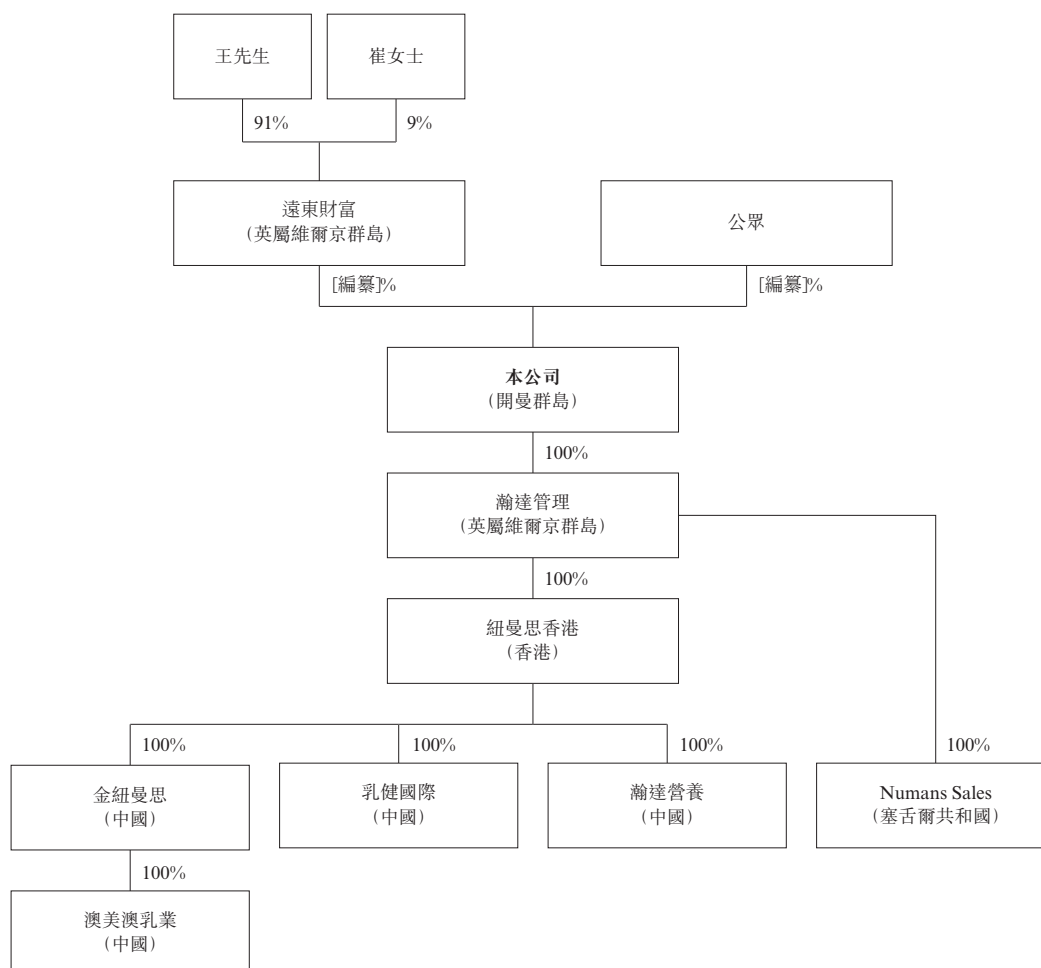 王先生
崔女士
91%
9%
遠東財富
(英屬維爾京群島)
公眾
[編纂]%
[編纂]%
本公司
(開曼群島)
100%
瀚達管理
(英屬維爾京群島)
100%
紐曼思香港
(香港)
100%
100%
100%
100%
金紐曼思
(中國)
乳健國際
(中國)
瀚達營養
(中國)
Numans Sales
(塞舌爾共和國)
100%
澳美澳乳業
(中國)